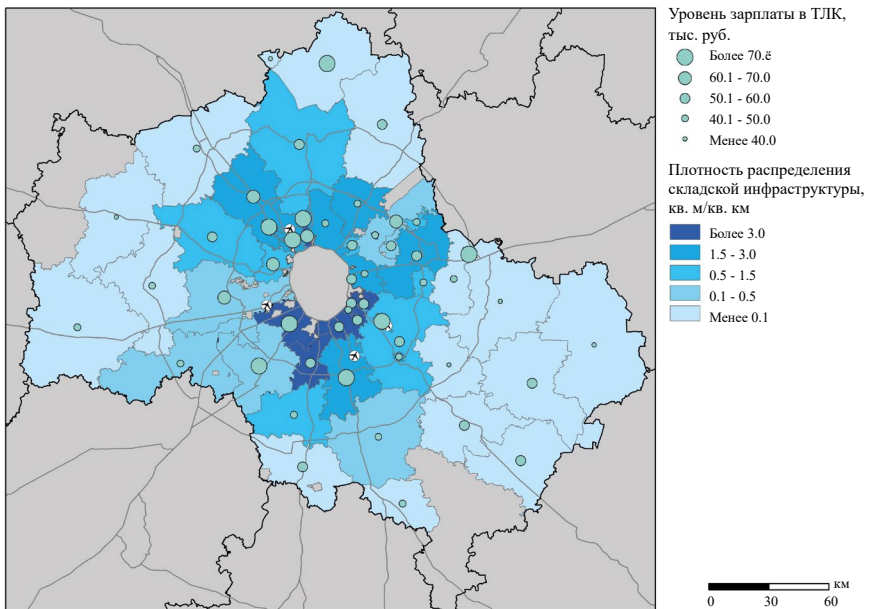 Уровень зарплаты в ТЛК,
тыс. руб.
Более 70.ё
60.1 - 70.0
50.1 - 60.0
40.1 - 50.0
Менее 40.0
Плотность распределения
складской инфраструктуры,
кв. м/кв. км
Более 3.0
1.5 - 3.0
0.5 - 1.5
0.1 - 0.5
Менее 0.1
км
0 30 60